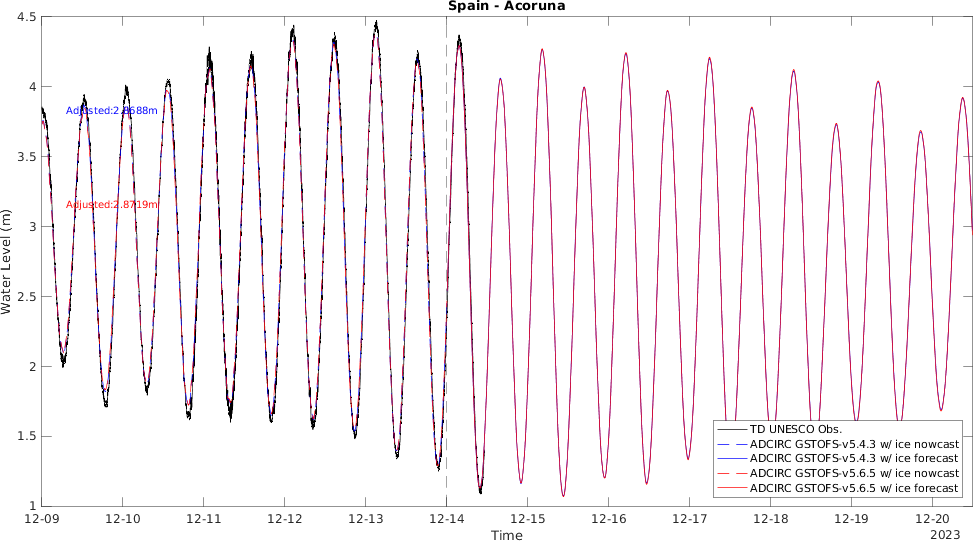 Spain - Acoruna
4.5
4
3.5
3
2.5
2
1.5
1
Water Level (m)
Adjusted:2.8688m
Adjusted:2.8719m
TD UNESCO Obs.
ADCIRC GSTOFS-v5.4.3 w/ ice nowcast
ADCIRC GSTOFS-v5.4.3 w/ ice forecast
ADCIRC GSTOFS-v5.6.5 w/ ice nowcast
ADCIRC GSTOFS-v5.6.5 w/ ice forecast
12-09 12-10 12-11 12-12 12-13 12-14 12-15 12-16 12-17 12-18 12-19 12-20
Time
2023